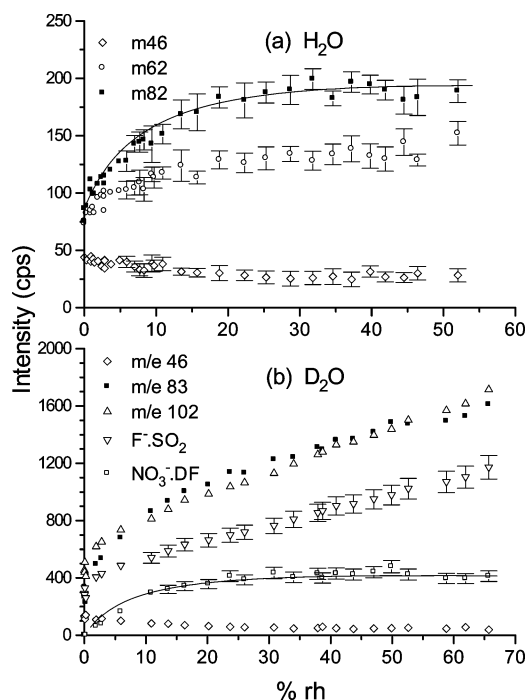 (a) H₂O
m46
m62
m82
250
200
150
100
50
0
0 10 20 30 40 50 60
Intensity (cps)
(b) D₂O
m/e 46
m/e 83
m/e 102
F⁻.SO₂
NO₃⁻.DF
2000
1600
1200
800
400
0
0 10 20 30 40 50 60 70
% rh